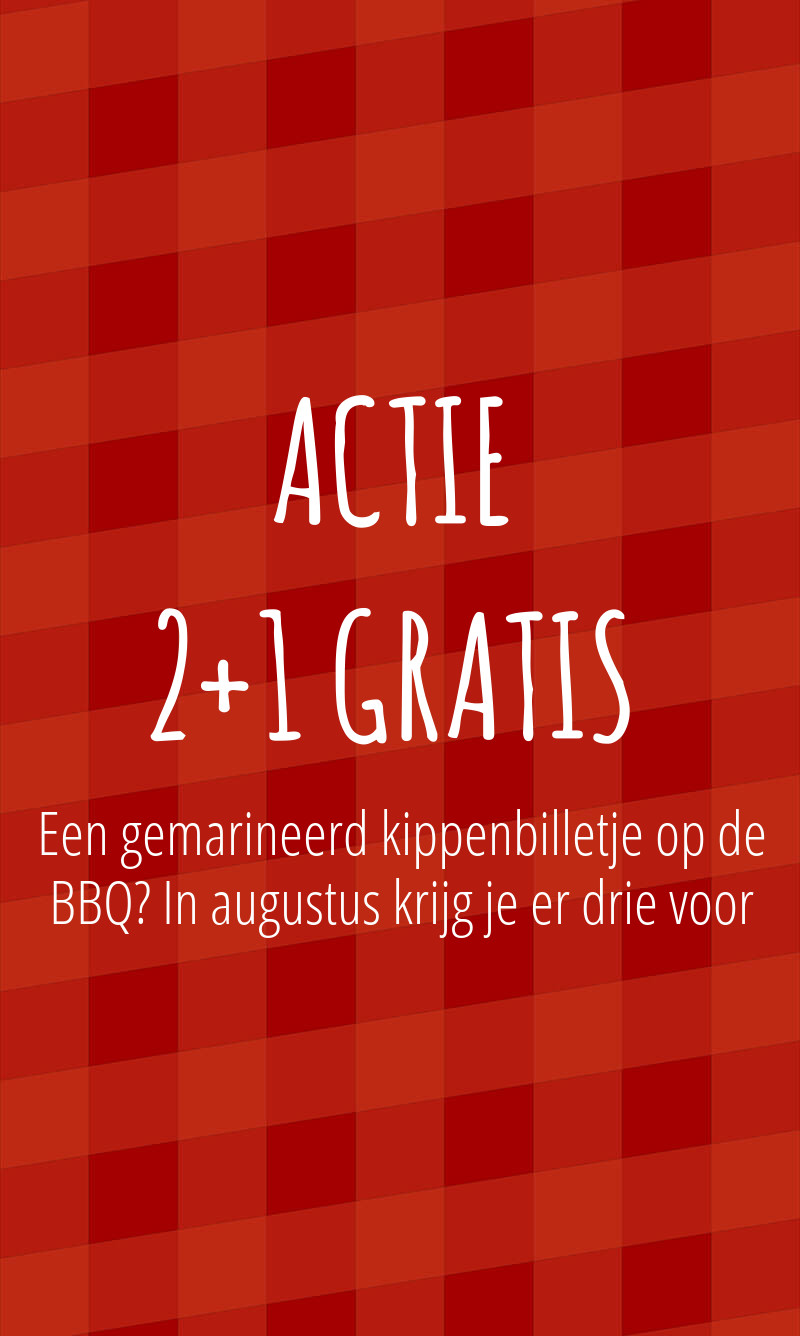 ACTIE
2+1 GRATIS
Een gemarineerd kippenbilletje op de
BBQ? In augustus krijg je er drie voor